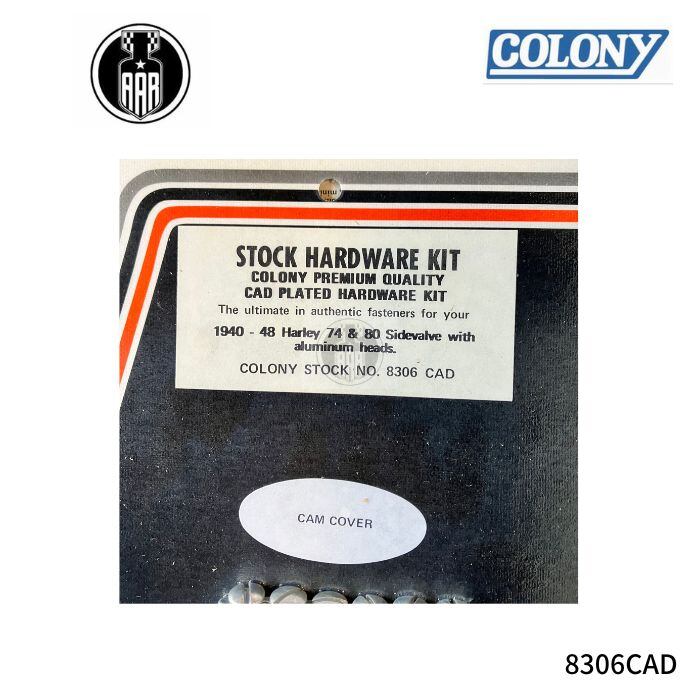 AAR
COLONY
STOCK HARDWARE KIT
COLONY PREMIUM QUALITY
CAD PLATED HARDWARE KIT
The ultimate in authentic fasteners for your
1940 - 48 Harley 74 & 80 Sidevalve with
aluminum heads.
COLONY STOCK NO. 8306 CAD
CAM COVER
8306CAD